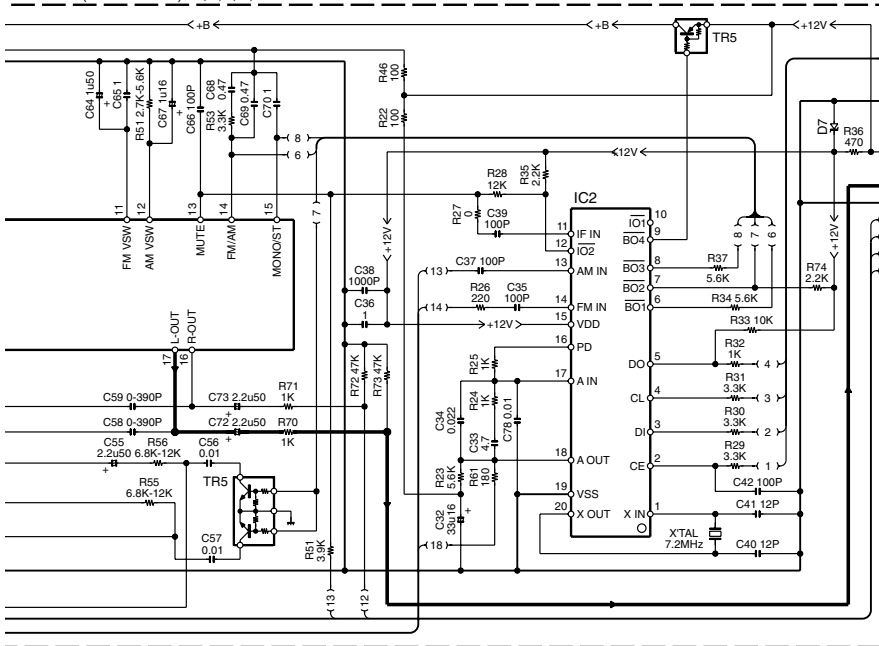 +B
+B
TR5
+12V
C64 1u50
+
C65 1
R51 2.7K-5.6K
C67 1u16
+
C66 100P
R53
3.3K
C68
0.47
C69 0.47
C70 1
R46
100
R22
100
8
6
D7
R36
470
+12V
R28
12K
R35
2.2K
R27
0
C39
100P
IC2
7
11
12
13
14
15
FM VSW
AM VSW
MUTE
FM/AM
MONO/ST
+12V
+12V
11
IF IN
IO1
10
12
IO2
BO4
9
13
AM IN
BO3
8
14
FM IN
BO2
7
15
VDD
BO1
6
16
PD
DO
5
17
A IN
CL
4
DI
3
18
A OUT
CE
2
19
VSS
20
X OUT
X IN
1
8
7
6
R37
5.6K
R74
2.2K
R34 5.6K
R33 10K
C38
1000P
C36
1
13
C37 100P
14
R26
220
C35
100P
+12V
L-OUT
R-OUT
17
16
R72 47K
R73 47K
R25
1K
R24
1K
C34
0.022
C33
4.7
C78 0.01
R32
1K
4
R31
3.3K
3
R30
3.3K
2
R29
3.3K
1
C59 0-390P
C73 2.2u50
+
R71
1K
C58 0-390P
C72 2.2u50
+
R70
1K
C55
2.2u50
+
R56
6.8K-12K
C56
0.01
R55
6.8K-12K
TR5
C57
0.01
R51
3.9K
R23
5.6K
R61
180
C32
33u16
+
18
C42 100P
C41 12P
X'TAL
7.2MHz
C40 12P
13
12